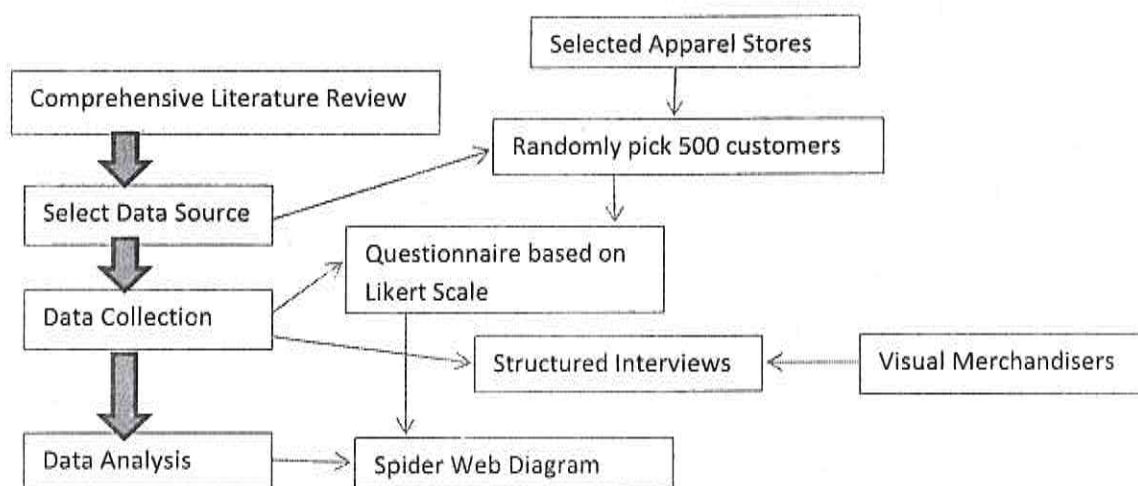 Selected Apparel Stores
Comprehensive Literature Review
Randomly pick 500 customers
Select Data Source
Questionnaire based on
Likert Scale
Data Collection
Structured Interviews
Visual Merchandisers
Data Analysis
Spider Web Diagram